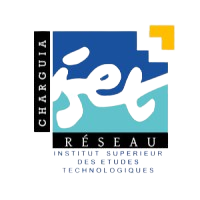 CHARGUIA
iset
RÉSEAU
INSTITUT SUPERIEUR
DES ETUDES
TECHNOLOGIQUES